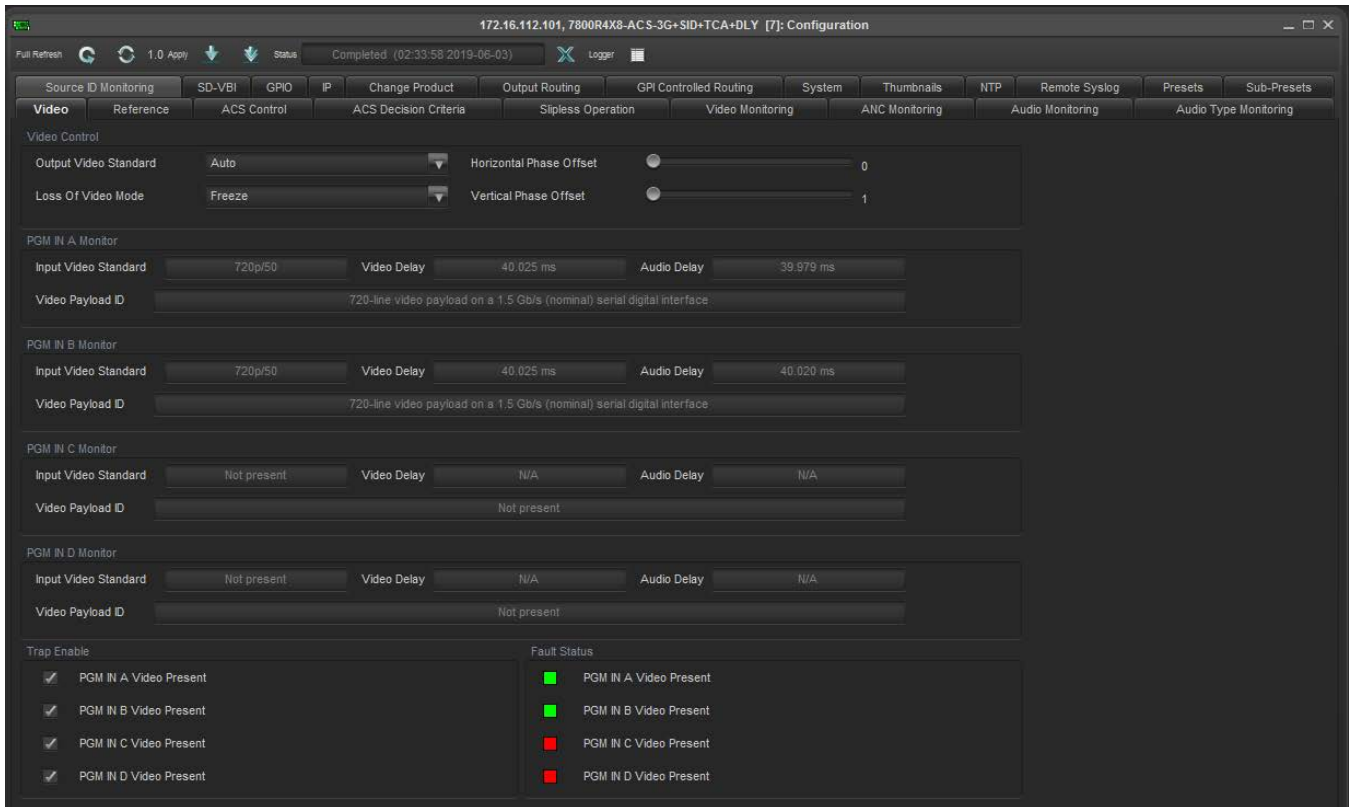 172.16.112.101, 7800R4X8-ACS-3G+SID+TCA+DLY [7]: Configuration
Full Refresh 1.0 Apply Status Completed (02:33:58 2019-06-03) Logger
Source ID Monitoring SD-VBI GPIO IP Change Product Output Routing GPI Controlled Routing System Thumbnails NTP Remote Syslog Presets Sub-Presets
Video Reference ACS Control ACS Decision Criteria Slipless Operation Video Monitoring ANC Monitoring Audio Monitoring Audio Type Monitoring
Video Control
Output Video Standard Auto Horizontal Phase Offset 0
Loss Of Video Mode Freeze Vertical Phase Offset 1
PGM IN A Monitor
Input Video Standard 720p/50 Video Delay 40.025 ms Audio Delay 39.979 ms
Video Payload ID 720-line video payload on a 1.5 Gb/s (nominal) serial digital interface
PGM IN B Monitor
Input Video Standard 720p/50 Video Delay 40.025 ms Audio Delay 40.020 ms
Video Payload ID 720-line video payload on a 1.5 Gb/s (nominal) serial digital interface
PGM IN C Monitor
Input Video Standard Not present Video Delay N/A Audio Delay N/A
Video Payload ID Not present
PGM IN D Monitor
Input Video Standard Not present Video Delay N/A Audio Delay N/A
Video Payload ID Not present
Trap Enable Fault Status
PGM IN A Video Present PGM IN A Video Present
PGM IN B Video Present PGM IN B Video Present
PGM IN C Video Present PGM IN C Video Present
PGM IN D Video Present PGM IN D Video Present